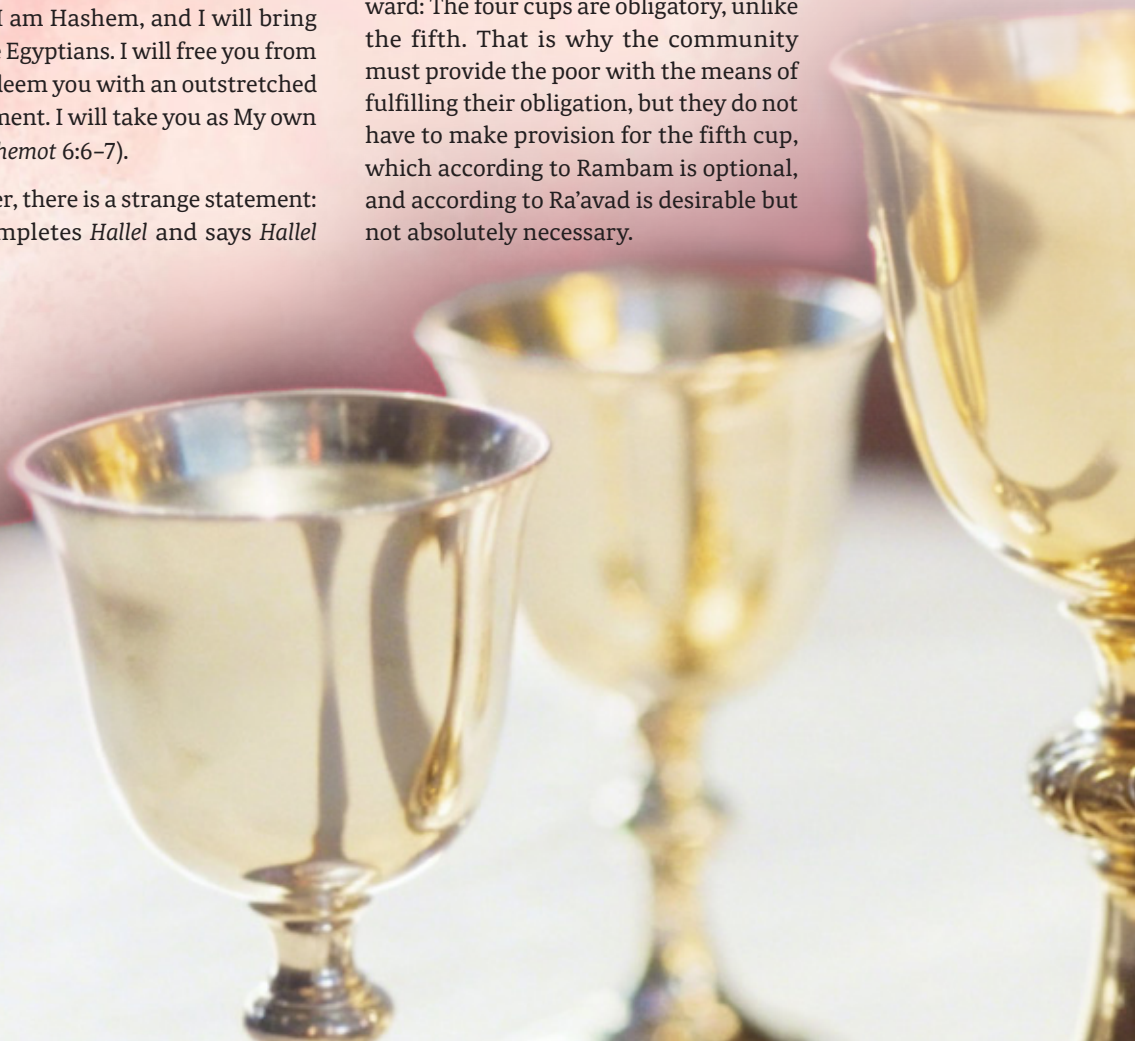 I am Hashem, and I will bring
e Egyptians. I will free you from
deem you with an outstretched
ment. I will take you as My own
hemot 6:6–7).
er, there is a strange statement:
mpletes Hallel and says Hallel
ward: The four cups are obligatory, unlike
the fifth. That is why the community
must provide the poor with the means of
fulfilling their obligation, but they do not
have to make provision for the fifth cup,
which according to Rambam is optional,
and according to Ra’avad is desirable but
not absolutely necessary.